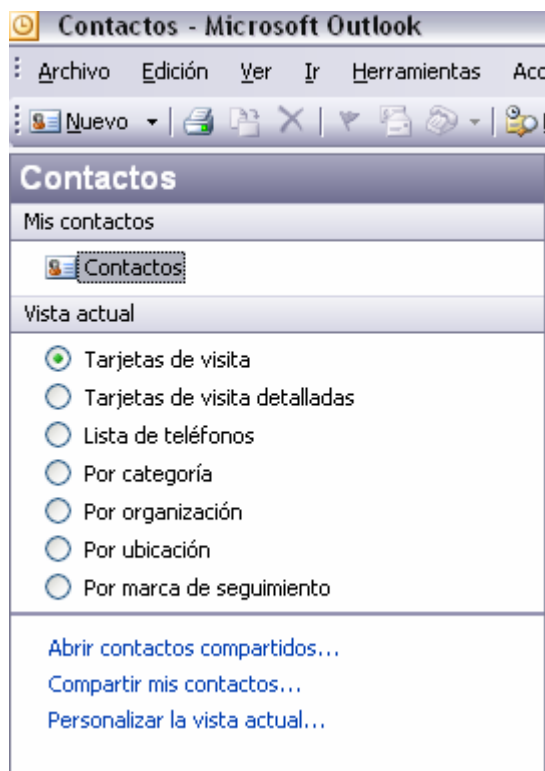 Contactos - Microsoft Outlook
Archivo Edición Ver Ir Herramientas
Nuevo
Contactos
Mis contactos
Contactos
Vista actual
Tarjetas de visita
Tarjetas de visita detalladas
Lista de teléfonos
Por categoría
Por organización
Por ubicación
Por marca de seguimiento
Abrir contactos compartidos...
Compartir mis contactos...
Personalizar la vista actual...